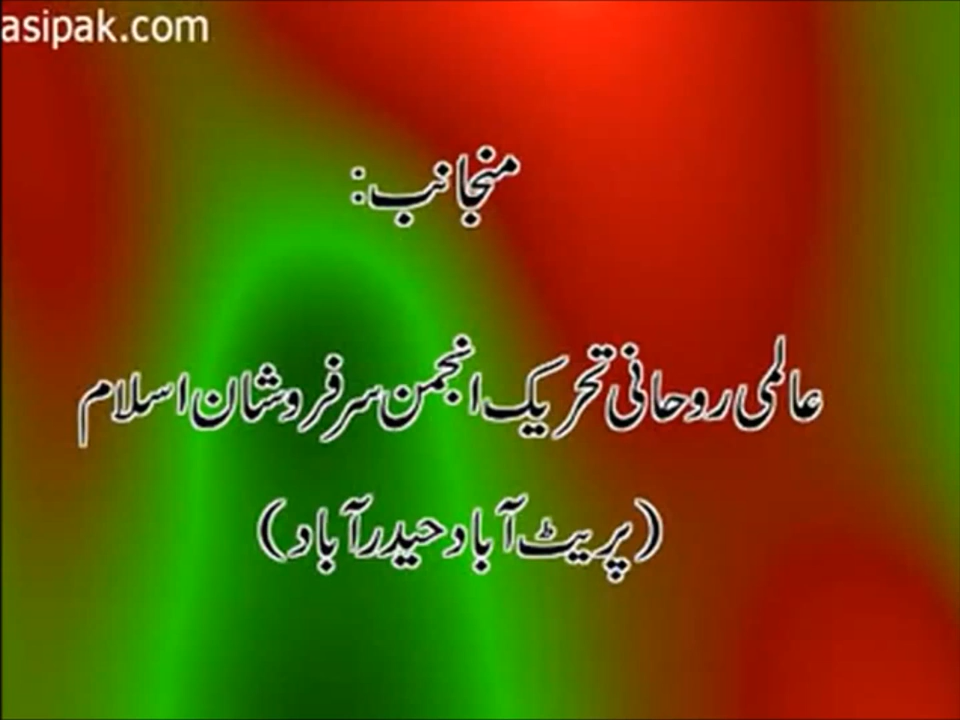 asipak.com
منجانب:
عالمی روحانی تحریک انجمن سرفروشان اسلام
(پریٹ آباد حیدرآباد)